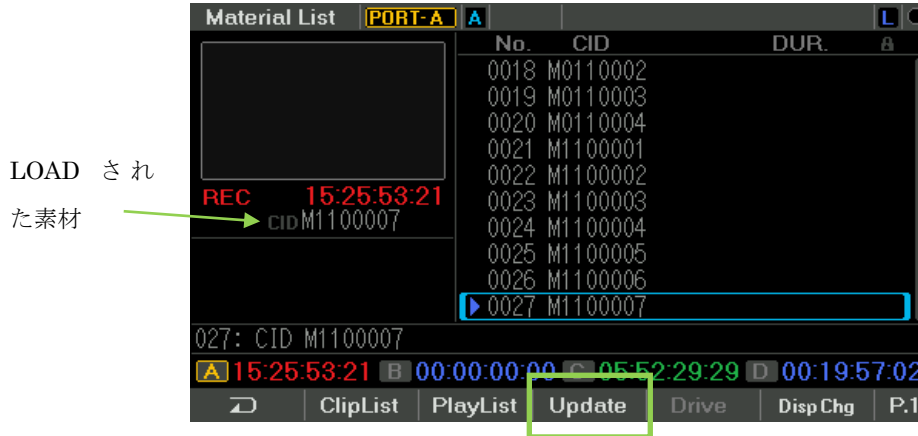 Material List PORT-A A L
No. CID DUR.
0018 M0110002
0019 M0110003
0020 M0110004
0021 M1100001
0022 M1100002
0023 M1100003
0024 M1100004
0025 M1100005
0026 M1100006
0027 M1100007
LOAD され
た素材
REC 15:25:53:21
CID M1100007
027: CID M1100007
A 15:25:53:21 B 00:00:00:00 C 05:52:29:29 D 00:19:57:02
ClipList PlayList Update Drive Disp Chg P.1